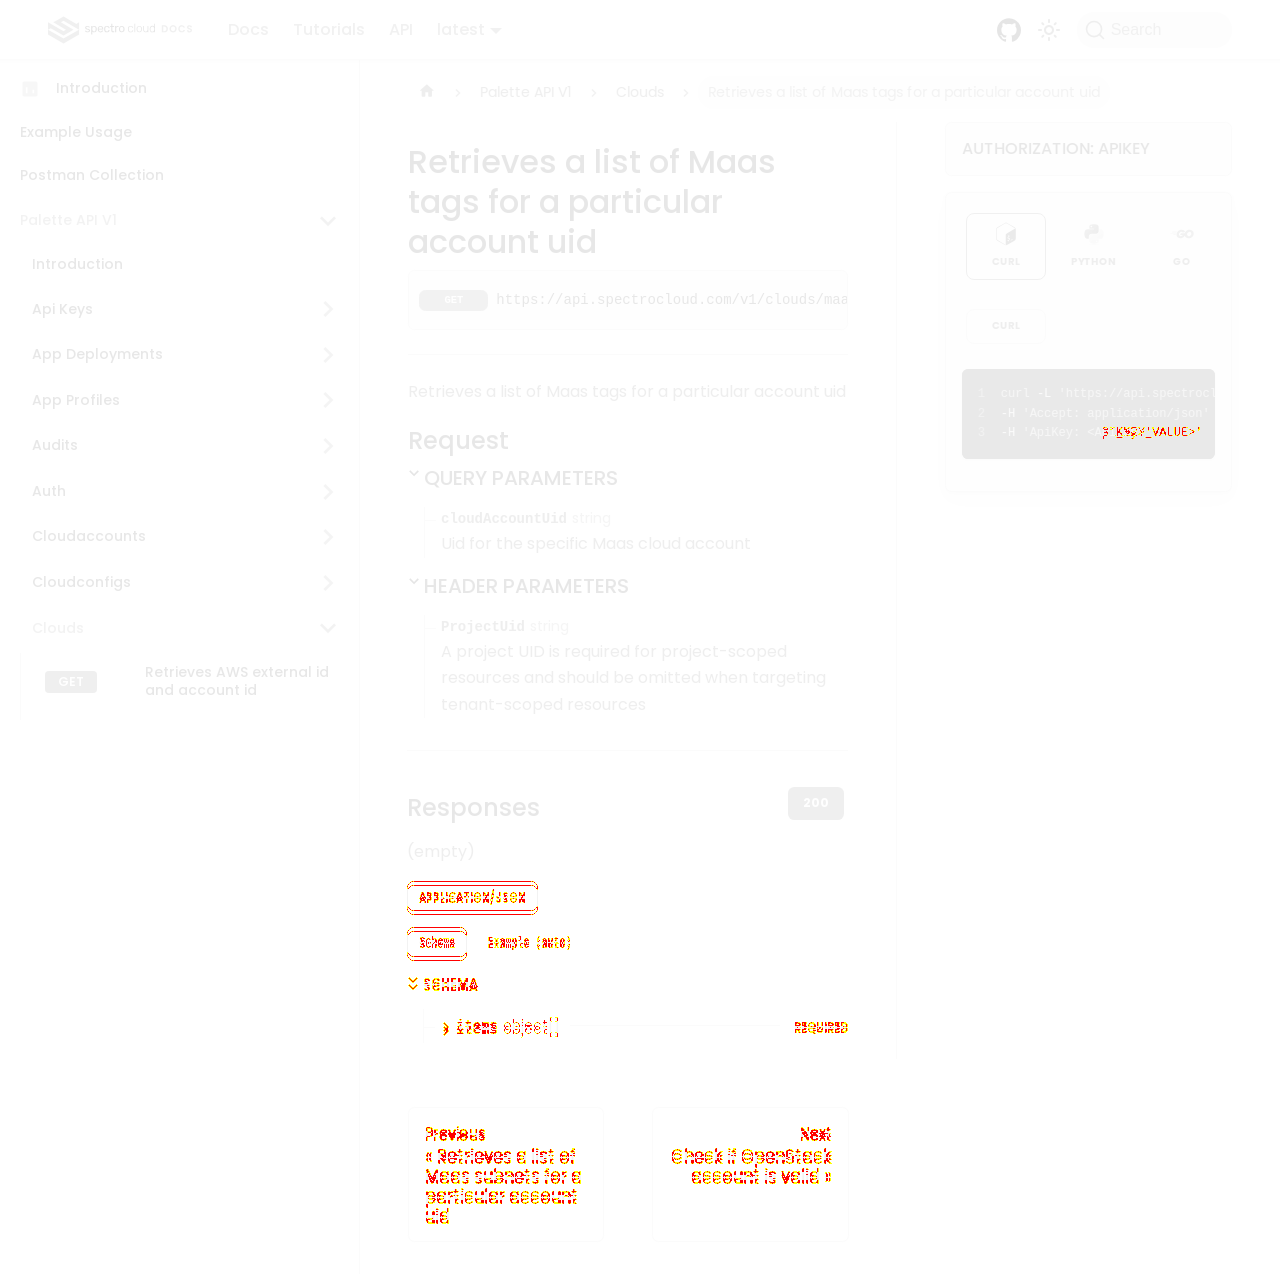 spectro cloud DOCS Docs Tutorials API latest Search
Introduction
Example Usage
Postman Collection
Palette API V1
Introduction
Api Keys
App Deployments
App Profiles
Audits
Auth
Cloudaccounts
Cloudconfigs
Clouds
GET Retrieves AWS external id
and account id
Palette API V1 Clouds Retrieves a list of Maas tags for a particular account uid
Retrieves a list of Maas
tags for a particular
account uid
GET https://api.spectrocloud.com/v1/clouds/maa
Retrieves a list of Maas tags for a particular account uid
Request
QUERY PARAMETERS
cloudAccountUid string
Uid for the specific Maas cloud account
HEADER PARAMETERS
ProjectUid string
A project UID is required for project-scoped
resources and should be omitted when targeting
tenant-scoped resources
Responses 200
(empty)
APPLICATION/JSON
Schema Example (auto)
SCHEMA
items object[] REQUIRED
Previous
« Retrieves a list of
Maas subnets for a
particular account
uid
Next
Check if OpenStack
account is valid »
AUTHORIZATION: APIKEY
CURL PYTHON GO
CURL
1 curl -L 'https://api.spectrocl
2 -H 'Accept: application/json'
3 -H 'ApiKey: VALUE>'